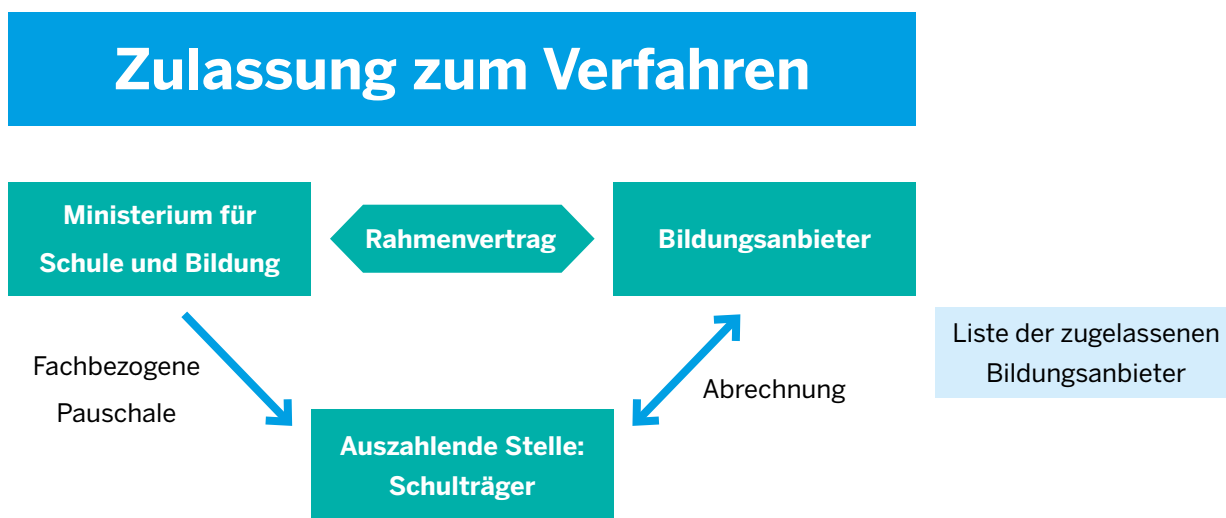 Zulassung zum Verfahren
Ministerium für
Schule und Bildung
Rahmenvertrag
Bildungsanbieter
Liste der zugelassenen
Bildungsanbieter
Fachbezogene
Pauschale
Abrechnung
Auszahlende Stelle:
Schulträger